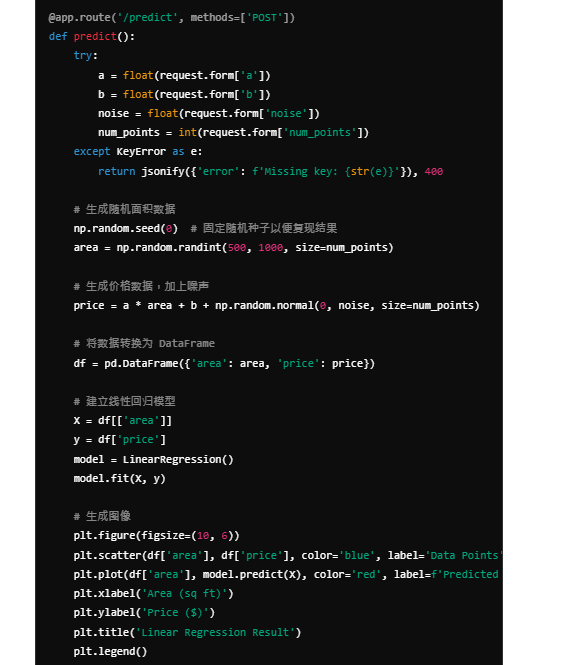 @app.route('/predict', methods=['POST'])
def predict():
    try:
        a = float(request.form['a'])
        b = float(request.form['b'])
        noise = float(request.form['noise'])
        num_points = int(request.form['num_points'])
    except KeyError as e:
        return jsonify({'error': f'Missing key: {str(e)}'}), 400
    # 生成随机面积数据
    np.random.seed(0)  # 固定随机种子以便复现结果
    area = np.random.randint(500, 1000, size=num_points)
    # 生成价格数据，加上噪声
    price = a * area + b + np.random.normal(0, noise, size=num_points)
    # 将数据转换为 DataFrame
    df = pd.DataFrame({'area': area, 'price': price})
    # 建立线性回归模型
    X = df[['area']]
    y = df['price']
    model = LinearRegression()
    model.fit(X, y)
    # 生成图像
    plt.figure(figsize=(10, 6))
    plt.scatter(df['area'], df['price'], color='blue', label='Data Points'
    plt.plot(df['area'], model.predict(X), color='red', label=f'Predicted
    plt.xlabel('Area (sq ft)')
    plt.ylabel('Price ($)')
    plt.title('Linear Regression Result')
    plt.legend()